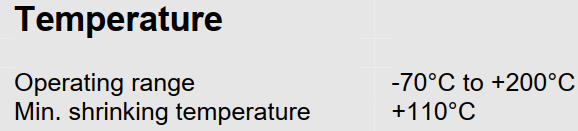 Temperature
Operating range -70°C to +200°C
Min. shrinking temperature +110°C